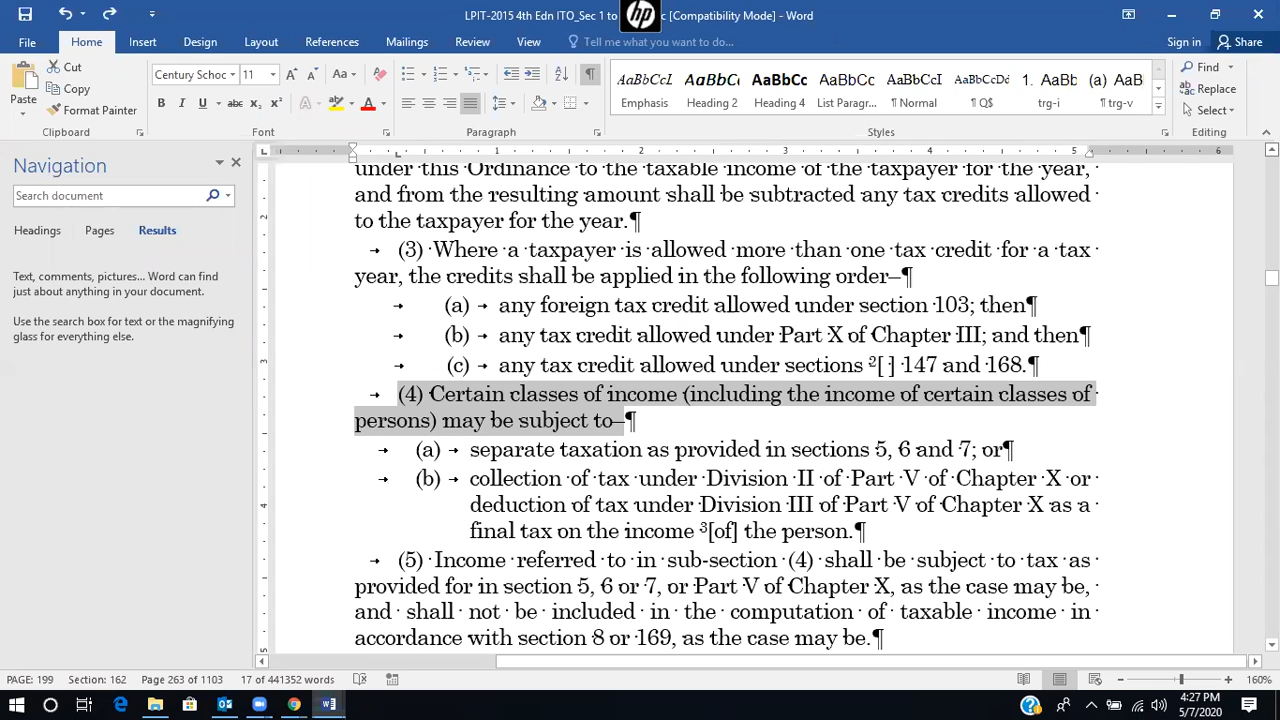 LPIT-2015 4th Edn ITO_Sec 1 to
c [Compatibility Mode] - Word
hp
File Home Insert Design Layout References Mailings Review View Tell me what you want to do... Sign in Share
Paste
Cut
Copy
Format Painter
Century Schoc 11
AaBbCcL AaBbC( AaBbCc AaBbCcI AaBbCcI AaBbCcDd 1. AaBb (a) AaB
Emphasis Heading 2 Heading List Paragr... ¶ Normal ¶ Q$ trg-i ¶ trg-v
Find
Replace
Select
Clipboard Font Paragraph Styles Editing
Navigation
Search document
Headings Pages Results
Text, comments, pictures... Word can find
just about anything in your document.
Use the search box for text or the magnifying
glass for everything else.
1 2 3 4 5 6
2
3
4
5
under this Ordinance to the taxable income of the taxpayer for the year,
and from the resulting amount shall be subtracted any tax credits allowed
to the taxpayer for the year.¶
(3) Where a taxpayer is allowed more than one tax credit for a tax
year, the credits shall be applied in the following order–¶
(a) any foreign tax credit allowed under section 103; then¶
(b) any tax credit allowed under Part X of Chapter III; and then¶
(c) any tax credit allowed under sections ²[ ] 147 and 168.¶
(4) Certain classes of income (including the income of certain classes of
persons) may be subject to–¶
(a) separate taxation as provided in sections 5, 6 and 7; or¶
(b) collection of tax under Division II of Part V of Chapter X or
deduction of tax under Division III of Part V of Chapter X as a
final tax on the income ³[of] the person.¶
(5) Income referred to in sub-section (4) shall be subject to tax as
provided for in section 5, 6 or 7, or Part V of Chapter X, as the case may be,
and shall not be included in the computation of taxable income in
accordance with section 8 or 169, as the case may be.¶
PAGE: 199 Section: 162 Page 263 of 1103 17 of 441352 words 160%
4:27 PM
5/7/2020